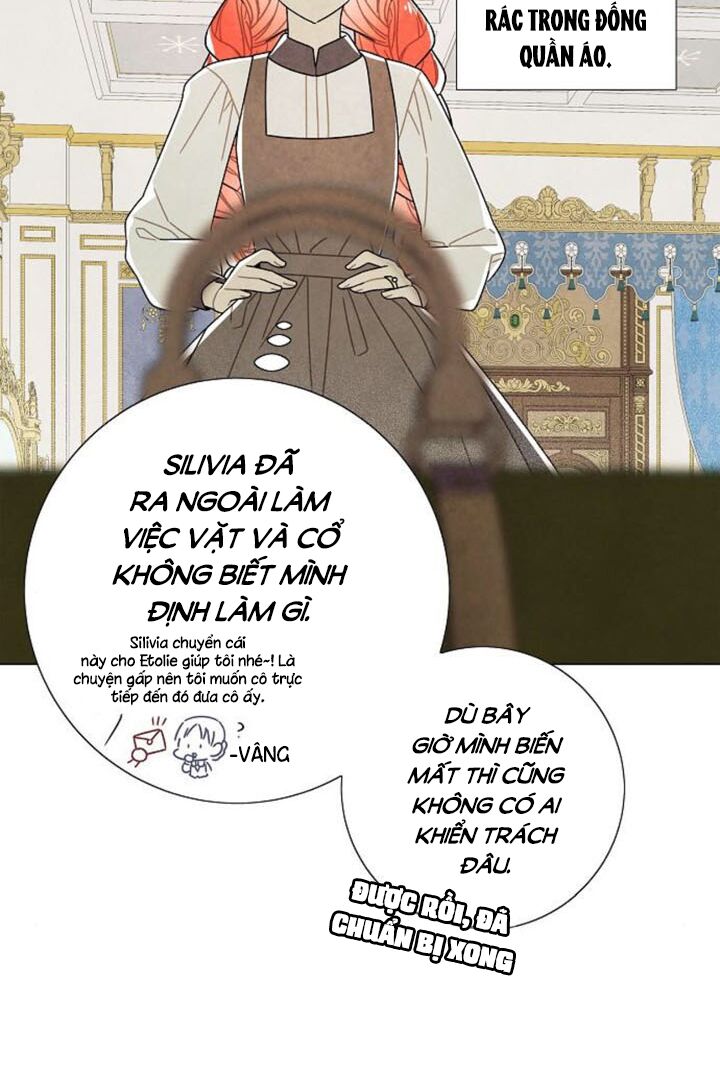 RÁC TRONG ĐỐNG
QUẦN ÁO.
SILIVIA ĐÃ
RA NGOÀI LÀM
VIỆC VẶT VÀ CỔ
KHÔNG BIẾT MÌNH
ĐỊNH LÀM GÌ.
Silivia chuyển cái
này cho Etolie giúp tôi nhé~! Là
chuyện gấp nên tôi muốn cô trực
tiếp đến đó đưa cô ấy.
?
-VÂNG
DÙ BÂY
GIỜ MÌNH BIẾN
MẤT THÌ CŨNG
KHÔNG CÓ AI
KHIỂN TRÁCH
ĐÂU.
ĐƯỢC RỒI, ĐÃ
CHUẨN BỊ XONG